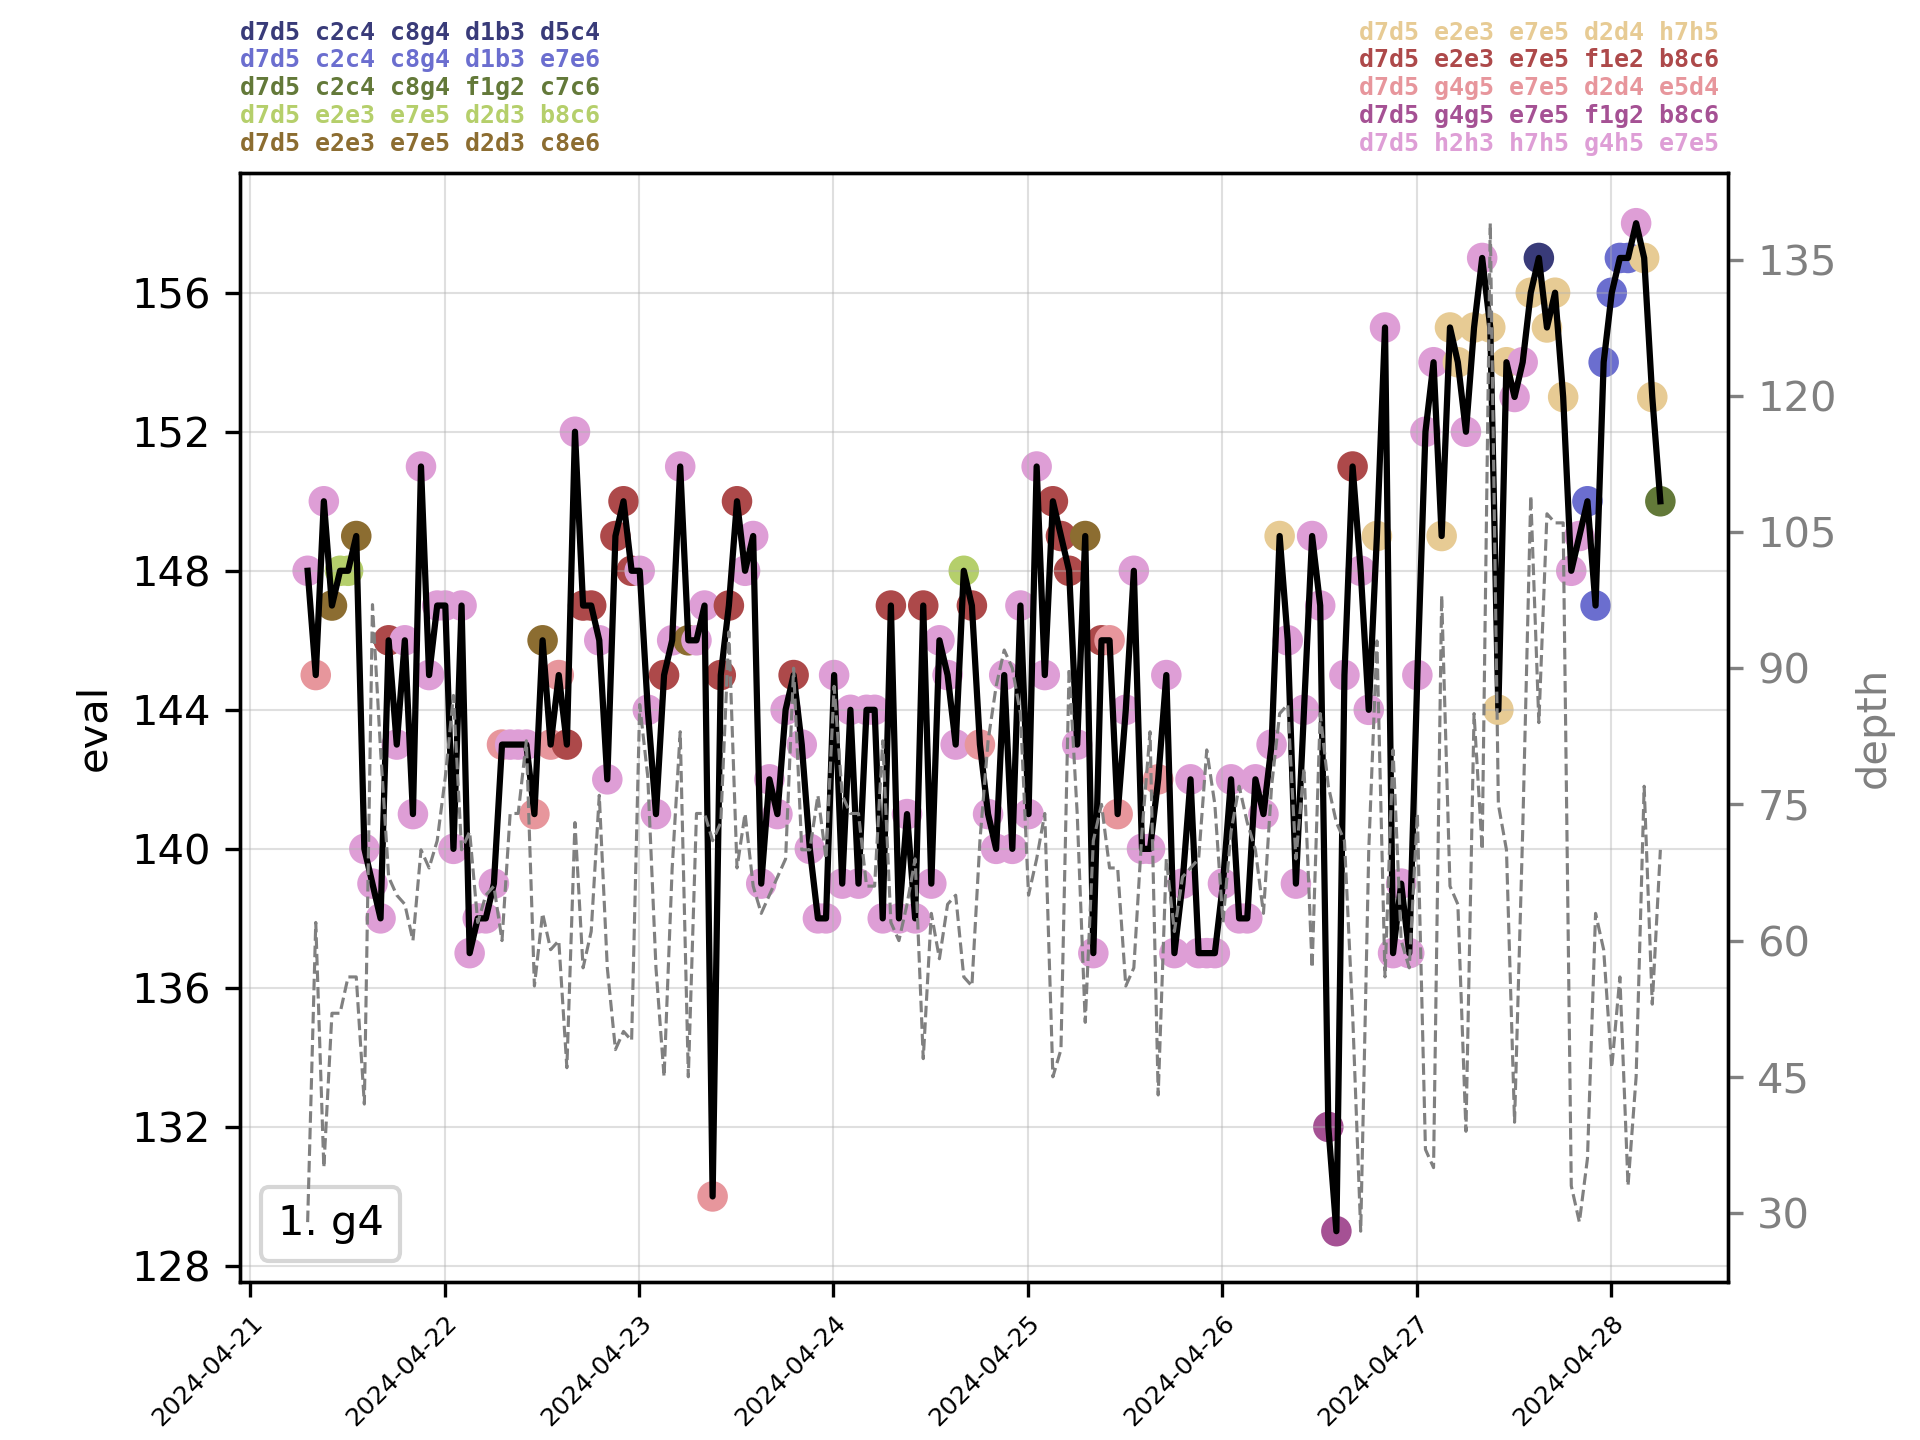 d7d5 c2c4 c8g4 d1b3 d5c4
d7d5 c2c4 c8g4 d1b3 e7e6
d7d5 c2c4 c8g4 f1g2 c7c6
d7d5 e2e3 e7e5 d2d3 b8c6
d7d5 e2e3 e7e5 d2d3 c8e6
d7d5 e2e3 e7e5 d2d4 h7h5
d7d5 e2e3 e7e5 f1e2 b8c6
d7d5 g4g5 e7e5 d2d4 e5d4
d7d5 g4g5 e7e5 f1g2 b8c6
d7d5 h2h3 h7h5 g4h5 e7e5
eval
156
152
148
144
140
136
132
128
135
120
105
90
75
60
45
30
depth
1. g4
2024-04-21
2024-04-22
2024-04-23
2024-04-24
2024-04-25
2024-04-26
2024-04-27
2024-04-28